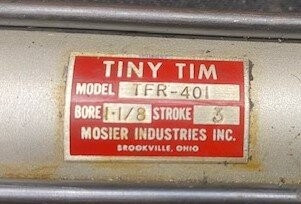 TINY TIM
MODEL TFR-401
BORE 1-1/8 STROKE 3
MOSIER INDUSTRIES INC.
BROOKVILLE, OHIO